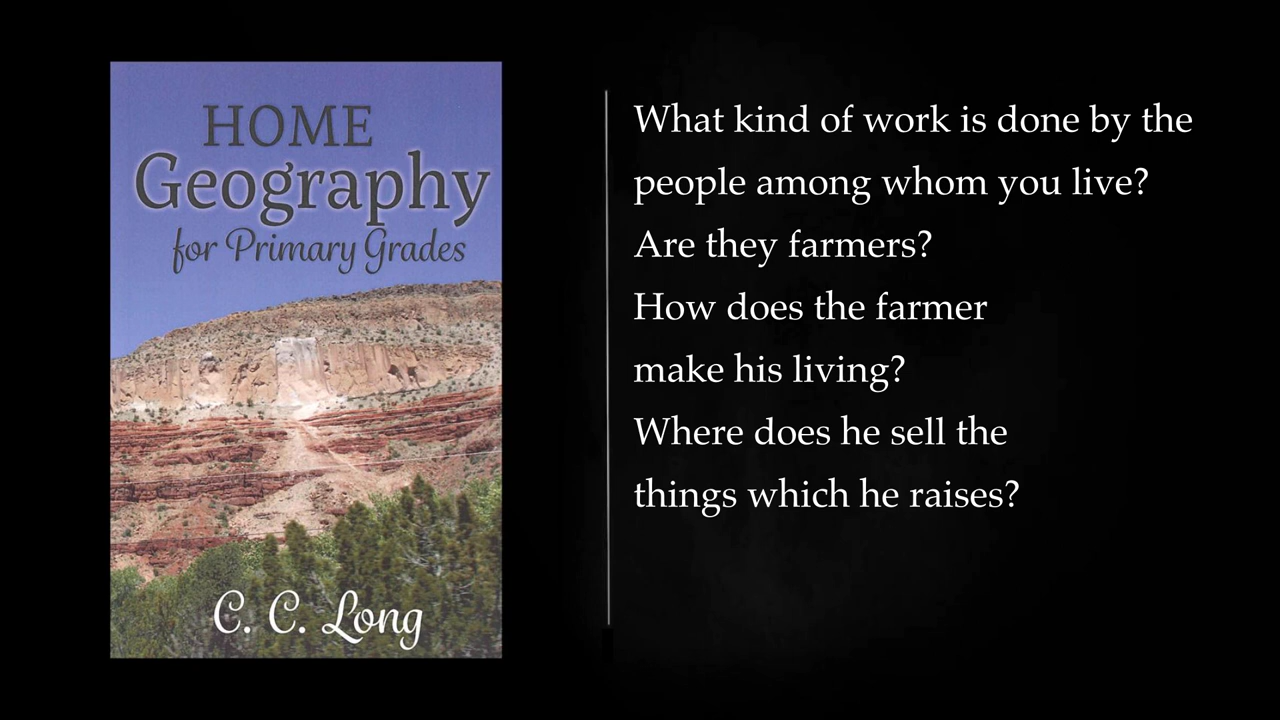 HOME
Geography
for Primary Grades
C. C. Long
What kind of work is done by the
people among whom you live?
Are they farmers?
How does the farmer
make his living?
Where does he sell the
things which he raises?